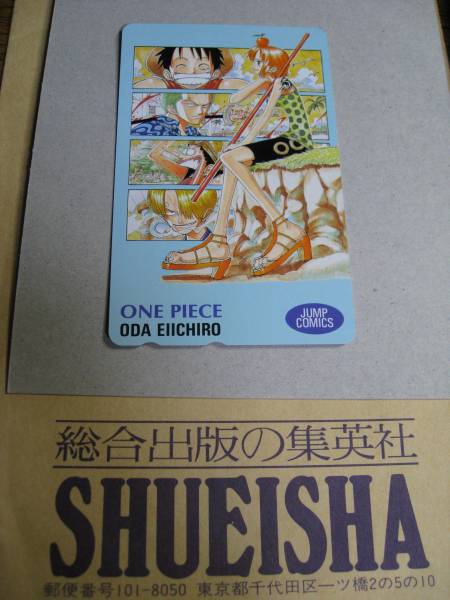 ONE PIECE
ODA EIICHIRO
JUMP
COMICS
総合出版の集英社
SHUEISHA
郵便番号101-8050 東京都千代田区一ツ橋2の5の10